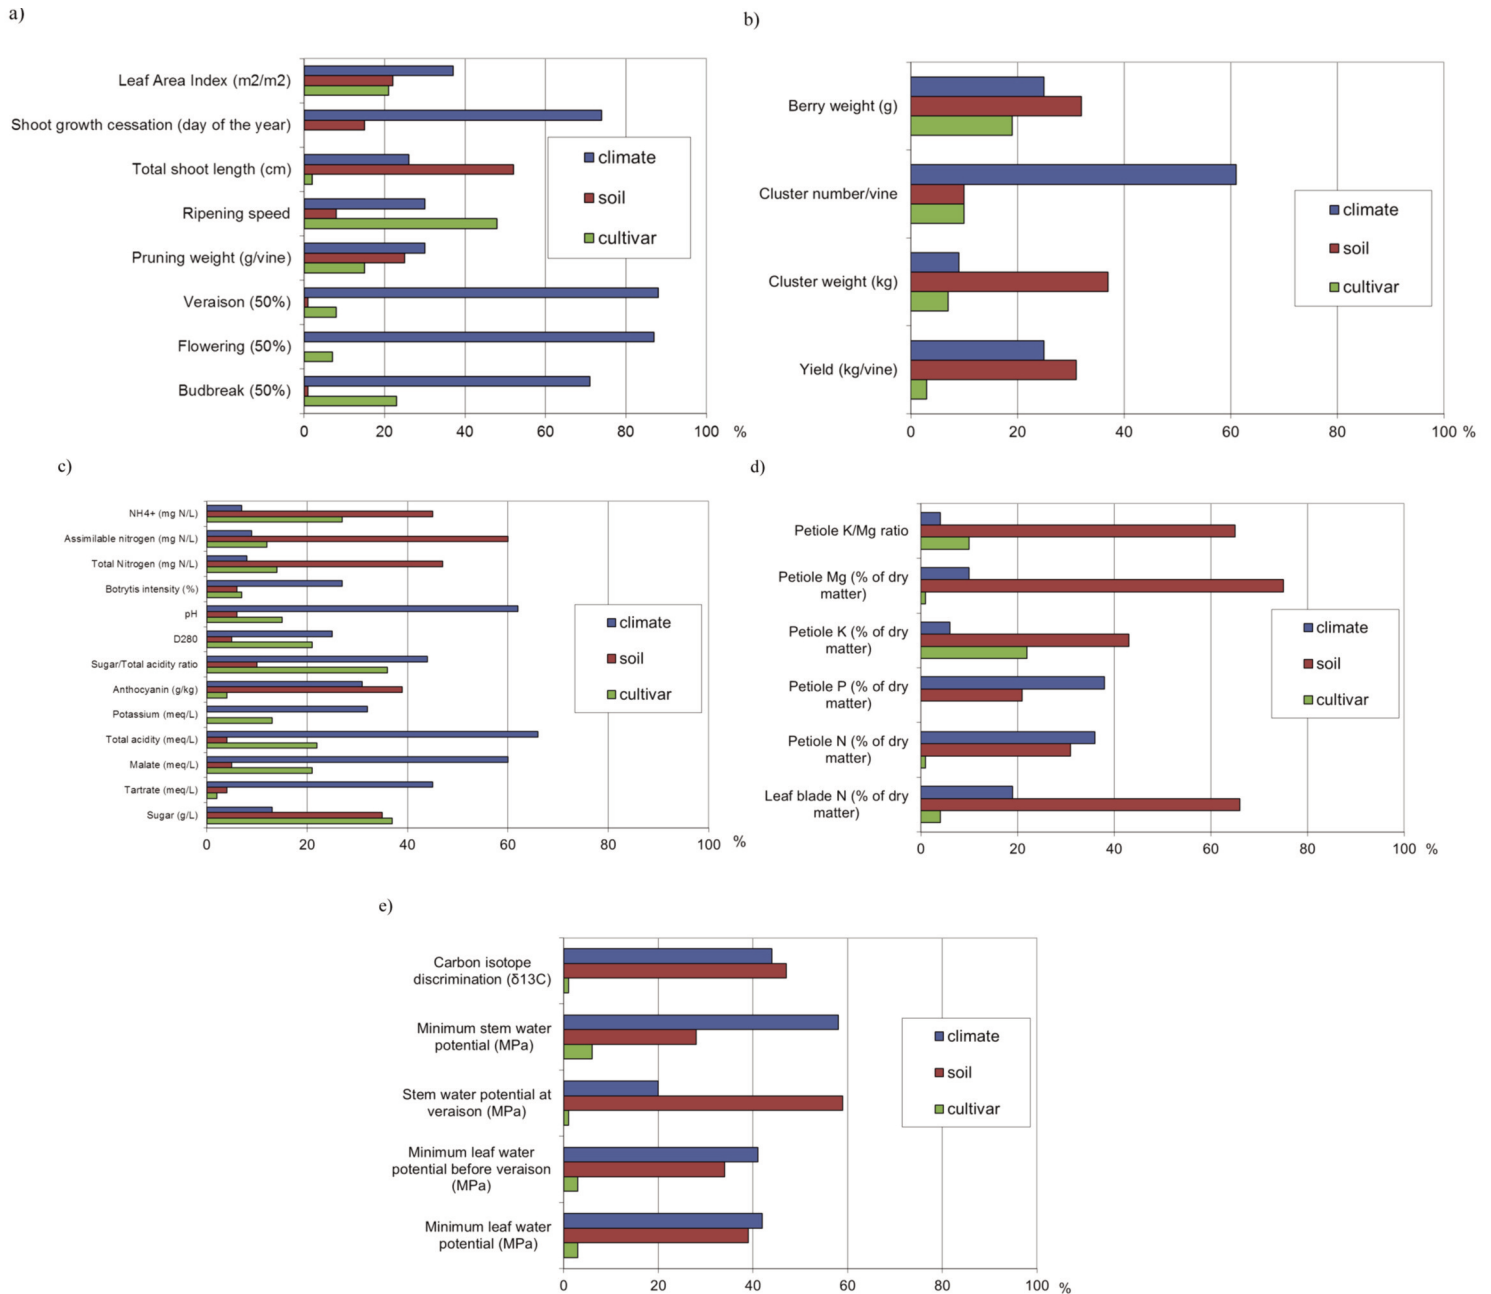 a)
Leaf Area Index (m2/m2)
Shoot growth cessation (day of the year)
Total shoot length (cm)
Ripening speed
Pruning weight (g/vine)
Veraison (50%)
Flowering (50%)
Budbreak (50%)
climate
soil
cultivar
0 20 40 60 80 100 %
b)
Berry weight (g)
Cluster number/vine
Cluster weight (kg)
Yield (kg/vine)
climate
soil
cultivar
0 20 40 60 80 100 %
c)
NH4+ (mg N/L)
Assimilable nitrogen (mg N/L)
Total Nitrogen (mg N/L)
Botrytis intensity (%)
pH
D280
Sugar/Total acidity ratio
Anthocyanin (g/kg)
Potassium (meq/L)
Total acidity (meq/L)
Malate (meq/L)
Tartrate (meq/L)
Sugar (g/L)
climate
soil
cultivar
0 20 40 60 80 100 %
d)
Petiole K/Mg ratio
Petiole Mg (% of dry
matter)
Petiole K (% of dry
matter)
Petiole P (% of dry
matter)
Petiole N (% of dry
matter)
Leaf blade N (% of dry
matter)
climate
soil
cultivar
0 20 40 60 80 100 %
e)
Carbon isotope
discrimination (δ13C)
Minimum stem water
potential (MPa)
Stem water potential at
veraison (MPa)
Minimum leaf water
potential before veraison
(MPa)
Minimum leaf water
potential (MPa)
climate
soil
cultivar
0 20 40 60 80 100 %